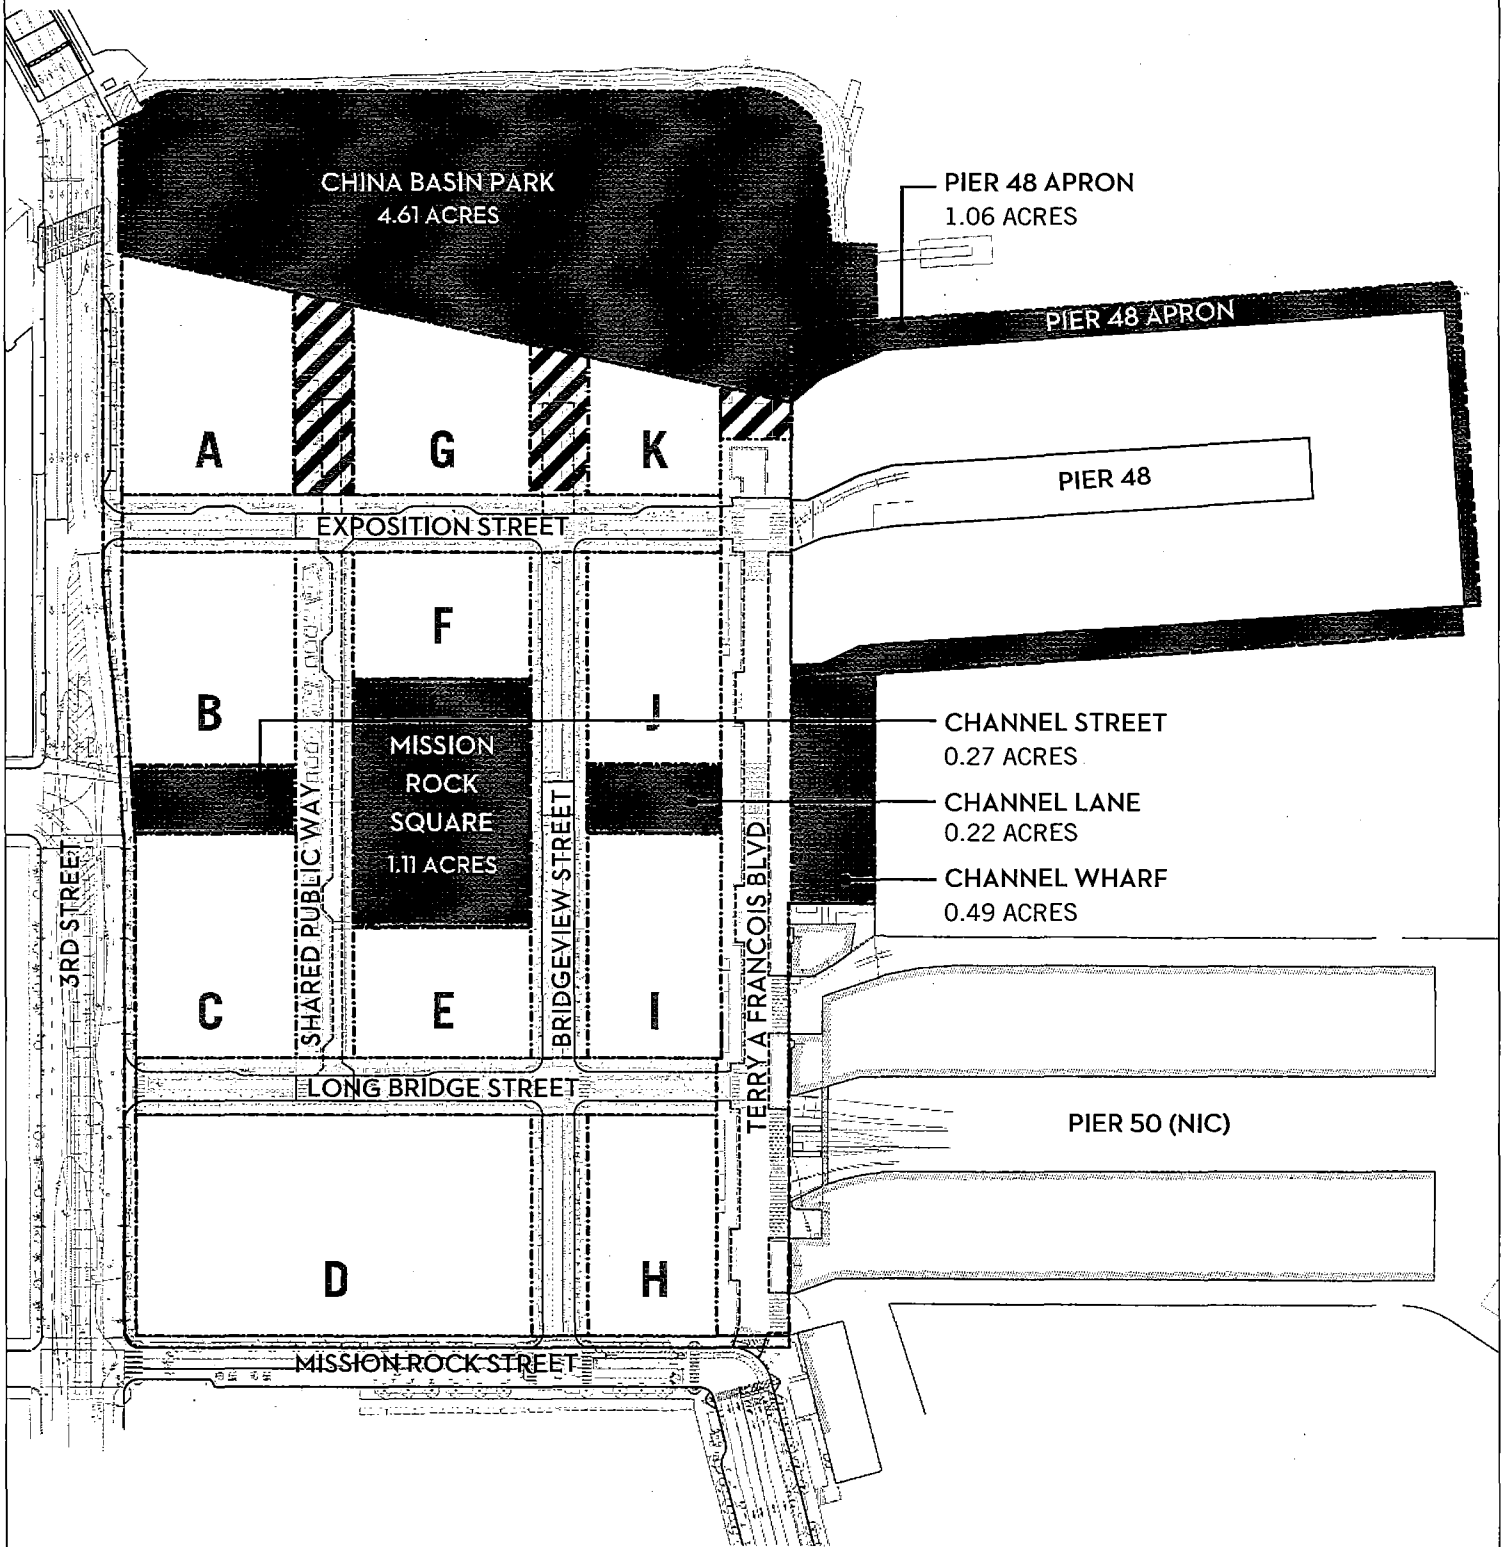 CHINA BASIN PARK
4.61 ACRES
PIER 48 APRON
1.06 ACRES
PIER 48 APRON
A
G
K
PIER 48
EXPOSITION STREET
F
B
J
MISSION
ROCK
SQUARE
1.11 ACRES
CHANNEL STREET
0.27 ACRES
CHANNEL LANE
0.22 ACRES
CHANNEL WHARF
0.49 ACRES
3RD STREET
SHARED PUBLIC WAY
BRIDGEVIEW STREET
TERRY A FRANCOIS BLVD
C
E
I
LONG BRIDGE STREET
PIER 50 (NIC)
D
H
MISSION ROCK STREET